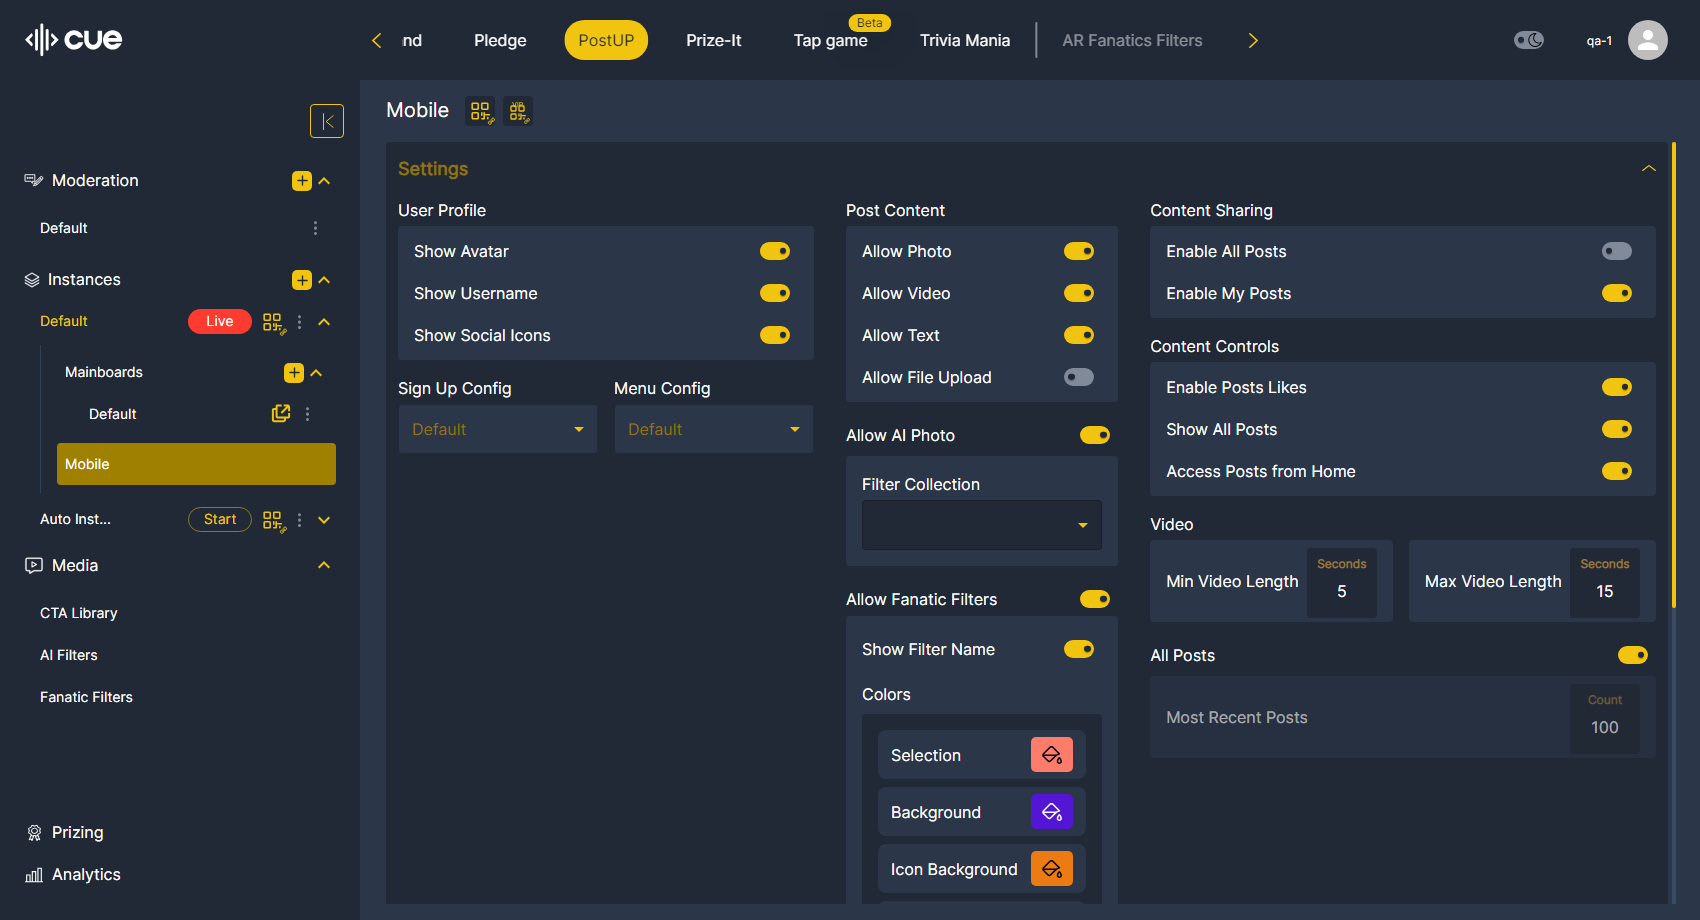 cue
nd
Pledge
PostUP
Prize-It
Tap game
Beta
Trivia Mania
AR Fanatics Filters
qa-1
Moderation
Default
Instances
Default
Live
Mainboards
Default
Mobile
Auto Inst...
Start
Media
CTA Library
AI Filters
Fanatic Filters
Prizing
Analytics
Mobile
Settings
User Profile
Show Avatar
Show Username
Show Social Icons
Sign Up Config
Default
Menu Config
Default
Post Content
Allow Photo
Allow Video
Allow Text
Allow File Upload
Allow AI Photo
Filter Collection
Allow Fanatic Filters
Show Filter Name
Colors
Selection
Background
Icon Background
Content Sharing
Enable All Posts
Enable My Posts
Content Controls
Enable Posts Likes
Show All Posts
Access Posts from Home
Video
Min Video Length
Seconds
5
Max Video Length
Seconds
15
All Posts
Most Recent Posts
Count
100